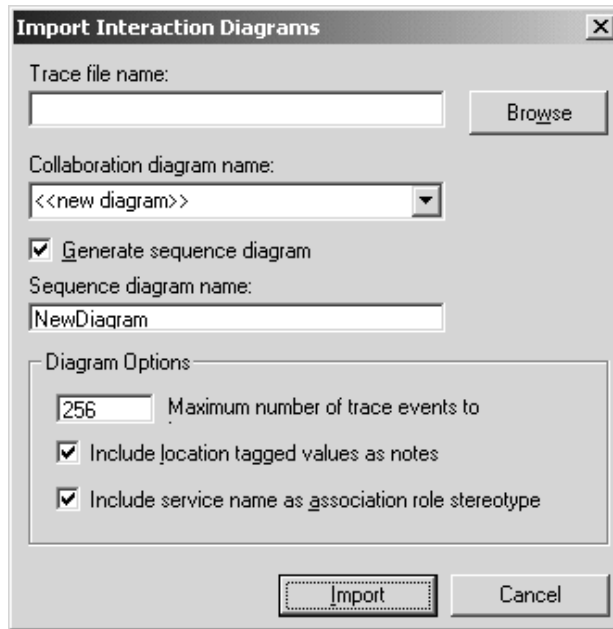 Import Interaction Diagrams
Trace file name:
Browse
Collaboration diagram name:
<<new diagram>>
Generate sequence diagram
Sequence diagram name:
NewDiagram
Diagram Options
256 Maximum number of trace events to
Include location tagged values as notes
Include service name as association role stereotype
Import Cancel